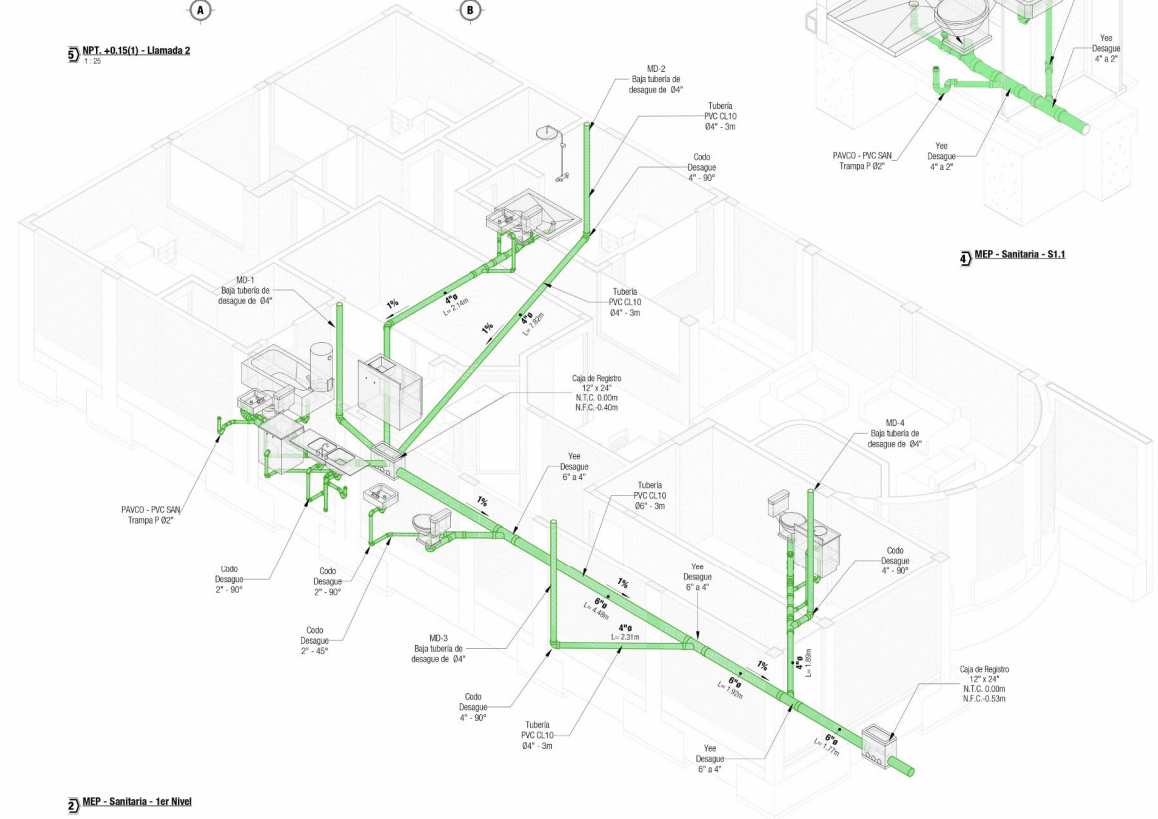 A
B
5 NPT. +0.15(1) - Llamada 2
1 : 25
MD-2
Baja tubería de
desague de Ø4"
Tubería
PVC CL10
Ø4" - 3m
Codo
Desague
4" - 90°
Yee
Desague
4" a 2"
PAVCO - PVC SAN
Trampa P Ø2"
Yee
Desague
4" a 2"
4 MEP - Sanitaria - S1.1
MD-1
Baja tubería de
desague de Ø4"
1%
4"ø
L= 2.14m
1%
4"ø
L= 7.82m
Tubería
PVC CL10
Ø4" - 3m
Caja de Registro
12" x 24"
N.T.C. 0.00m
N.F.C.-0.40m
MD-4
Baja tubería de
desague de Ø4"
Yee
Desague
6" a 4"
Tubería
PVC CL10
Ø6" - 3m
1%
PAVCO - PVC SAN
Trampa P Ø2"
Codo
Desague
2" - 90°
Codo
Desague
2" - 90°
Codo
Desague
2" - 45°
1%
6"ø
L= 4.48m
Yee
Desague
6" a 4"
Codo
Desague
4" - 90°
MD-3
Baja tubería de
desague de Ø4"
4"ø
L= 2.31m
1%
6"ø
L= 1.92m
4"ø
L= 1.89m
Caja de Registro
12" x 24"
N.T.C. 0.00m
N.F.C.-0.53m
Codo
Desague
4" - 90°
Tubería
PVC CL10
Ø4" - 3m
Yee
Desague
6" a 4"
6"ø
L= 1.77m
2 MEP - Sanitaria - 1er Nivel